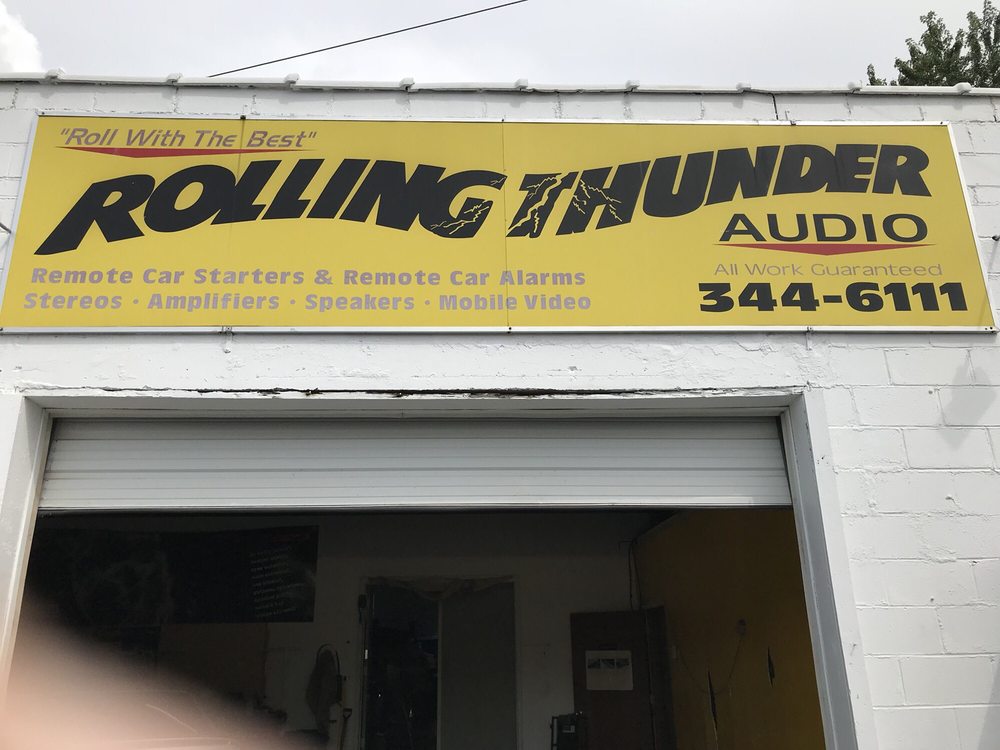 "Roll With The Best"
ROLLING THUNDER
AUDIO
Remote Car Starters & Remote Car Alarms
Stereos • Amplifiers • Speakers • Mobile Video
All Work Guaranteed
344-6111